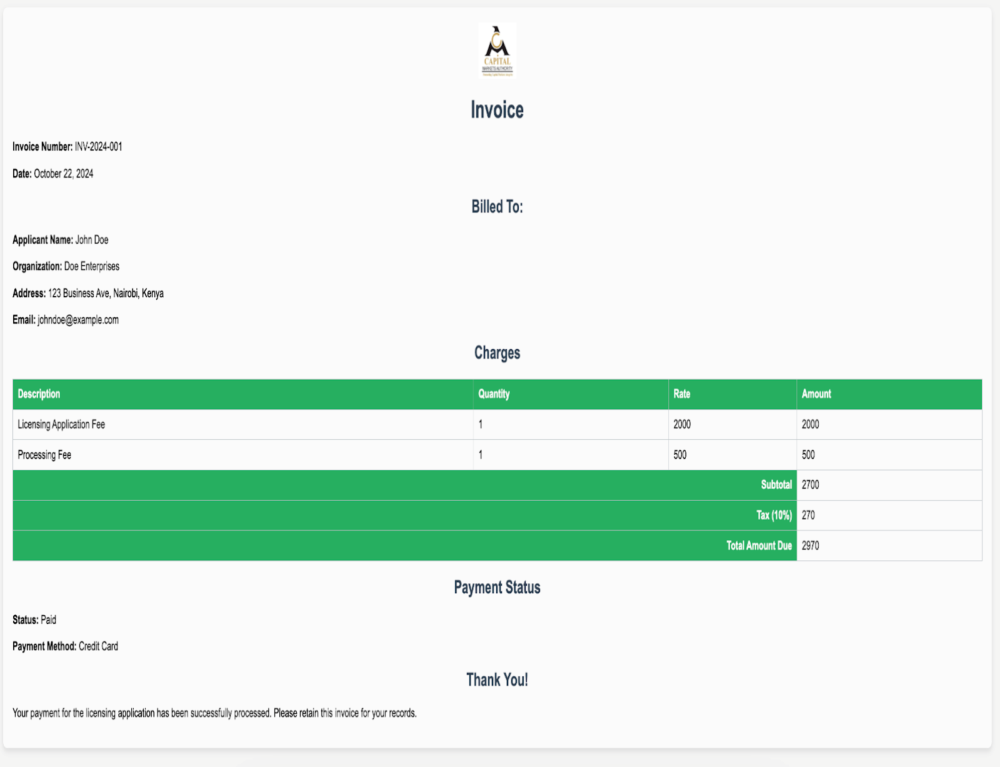 CAPITAL
MARKETS AUTHORITY
Invoice
Invoice Number: INV-2024-001
Date: October 22, 2024
Billed To:
Applicant Name: John Doe
Organization: Doe Enterprises
Address: 123 Business Ave, Nairobi, Kenya
Email: johndoe@example.com
Charges
Description Quantity Rate Amount
Licensing Application Fee 1 2000 2000
Processing Fee 1 500 500
Subtotal 2700
Tax (10%) 270
Total Amount Due 2970
Payment Status
Status: Paid
Payment Method: Credit Card
Thank You!
Your payment for the licensing application has been successfully processed. Please retain this invoice for your records.